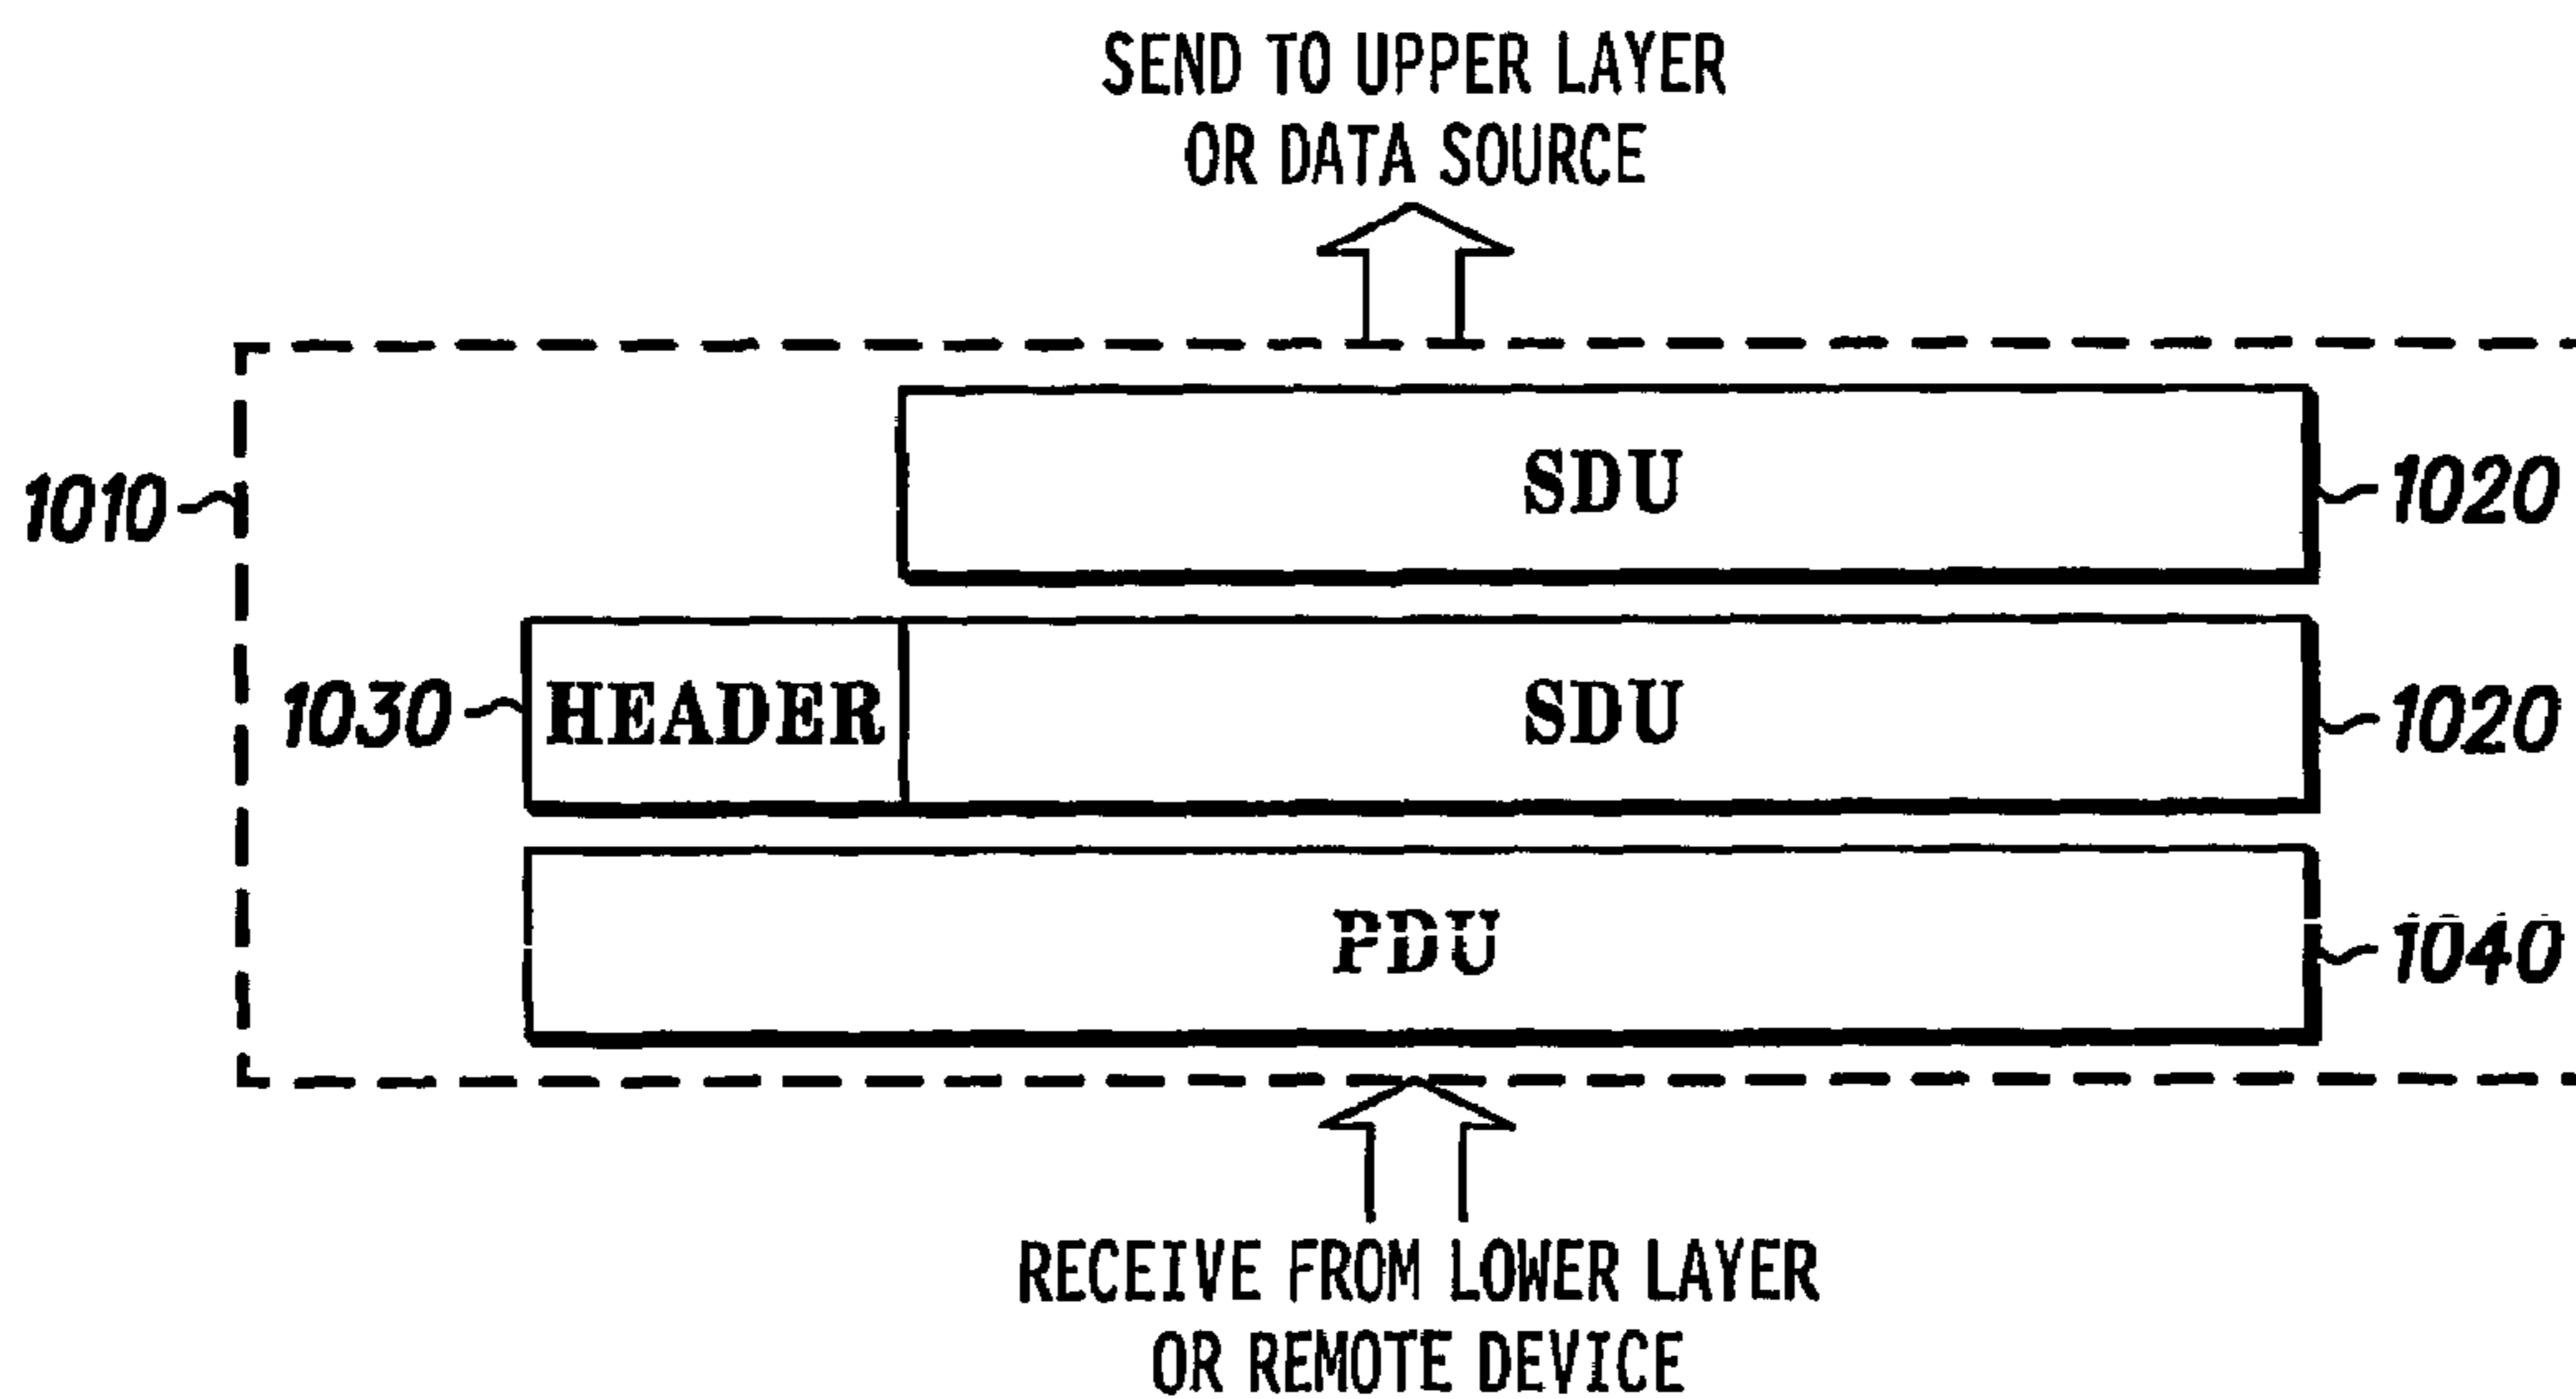 SEND TO UPPER LAYER
OR DATA SOURCE
1010
SDU
1020
1030
HEADER
SDU
1020
PDU
1040
RECEIVE FROM LOWER LAYER
OR REMOTE DEVICE